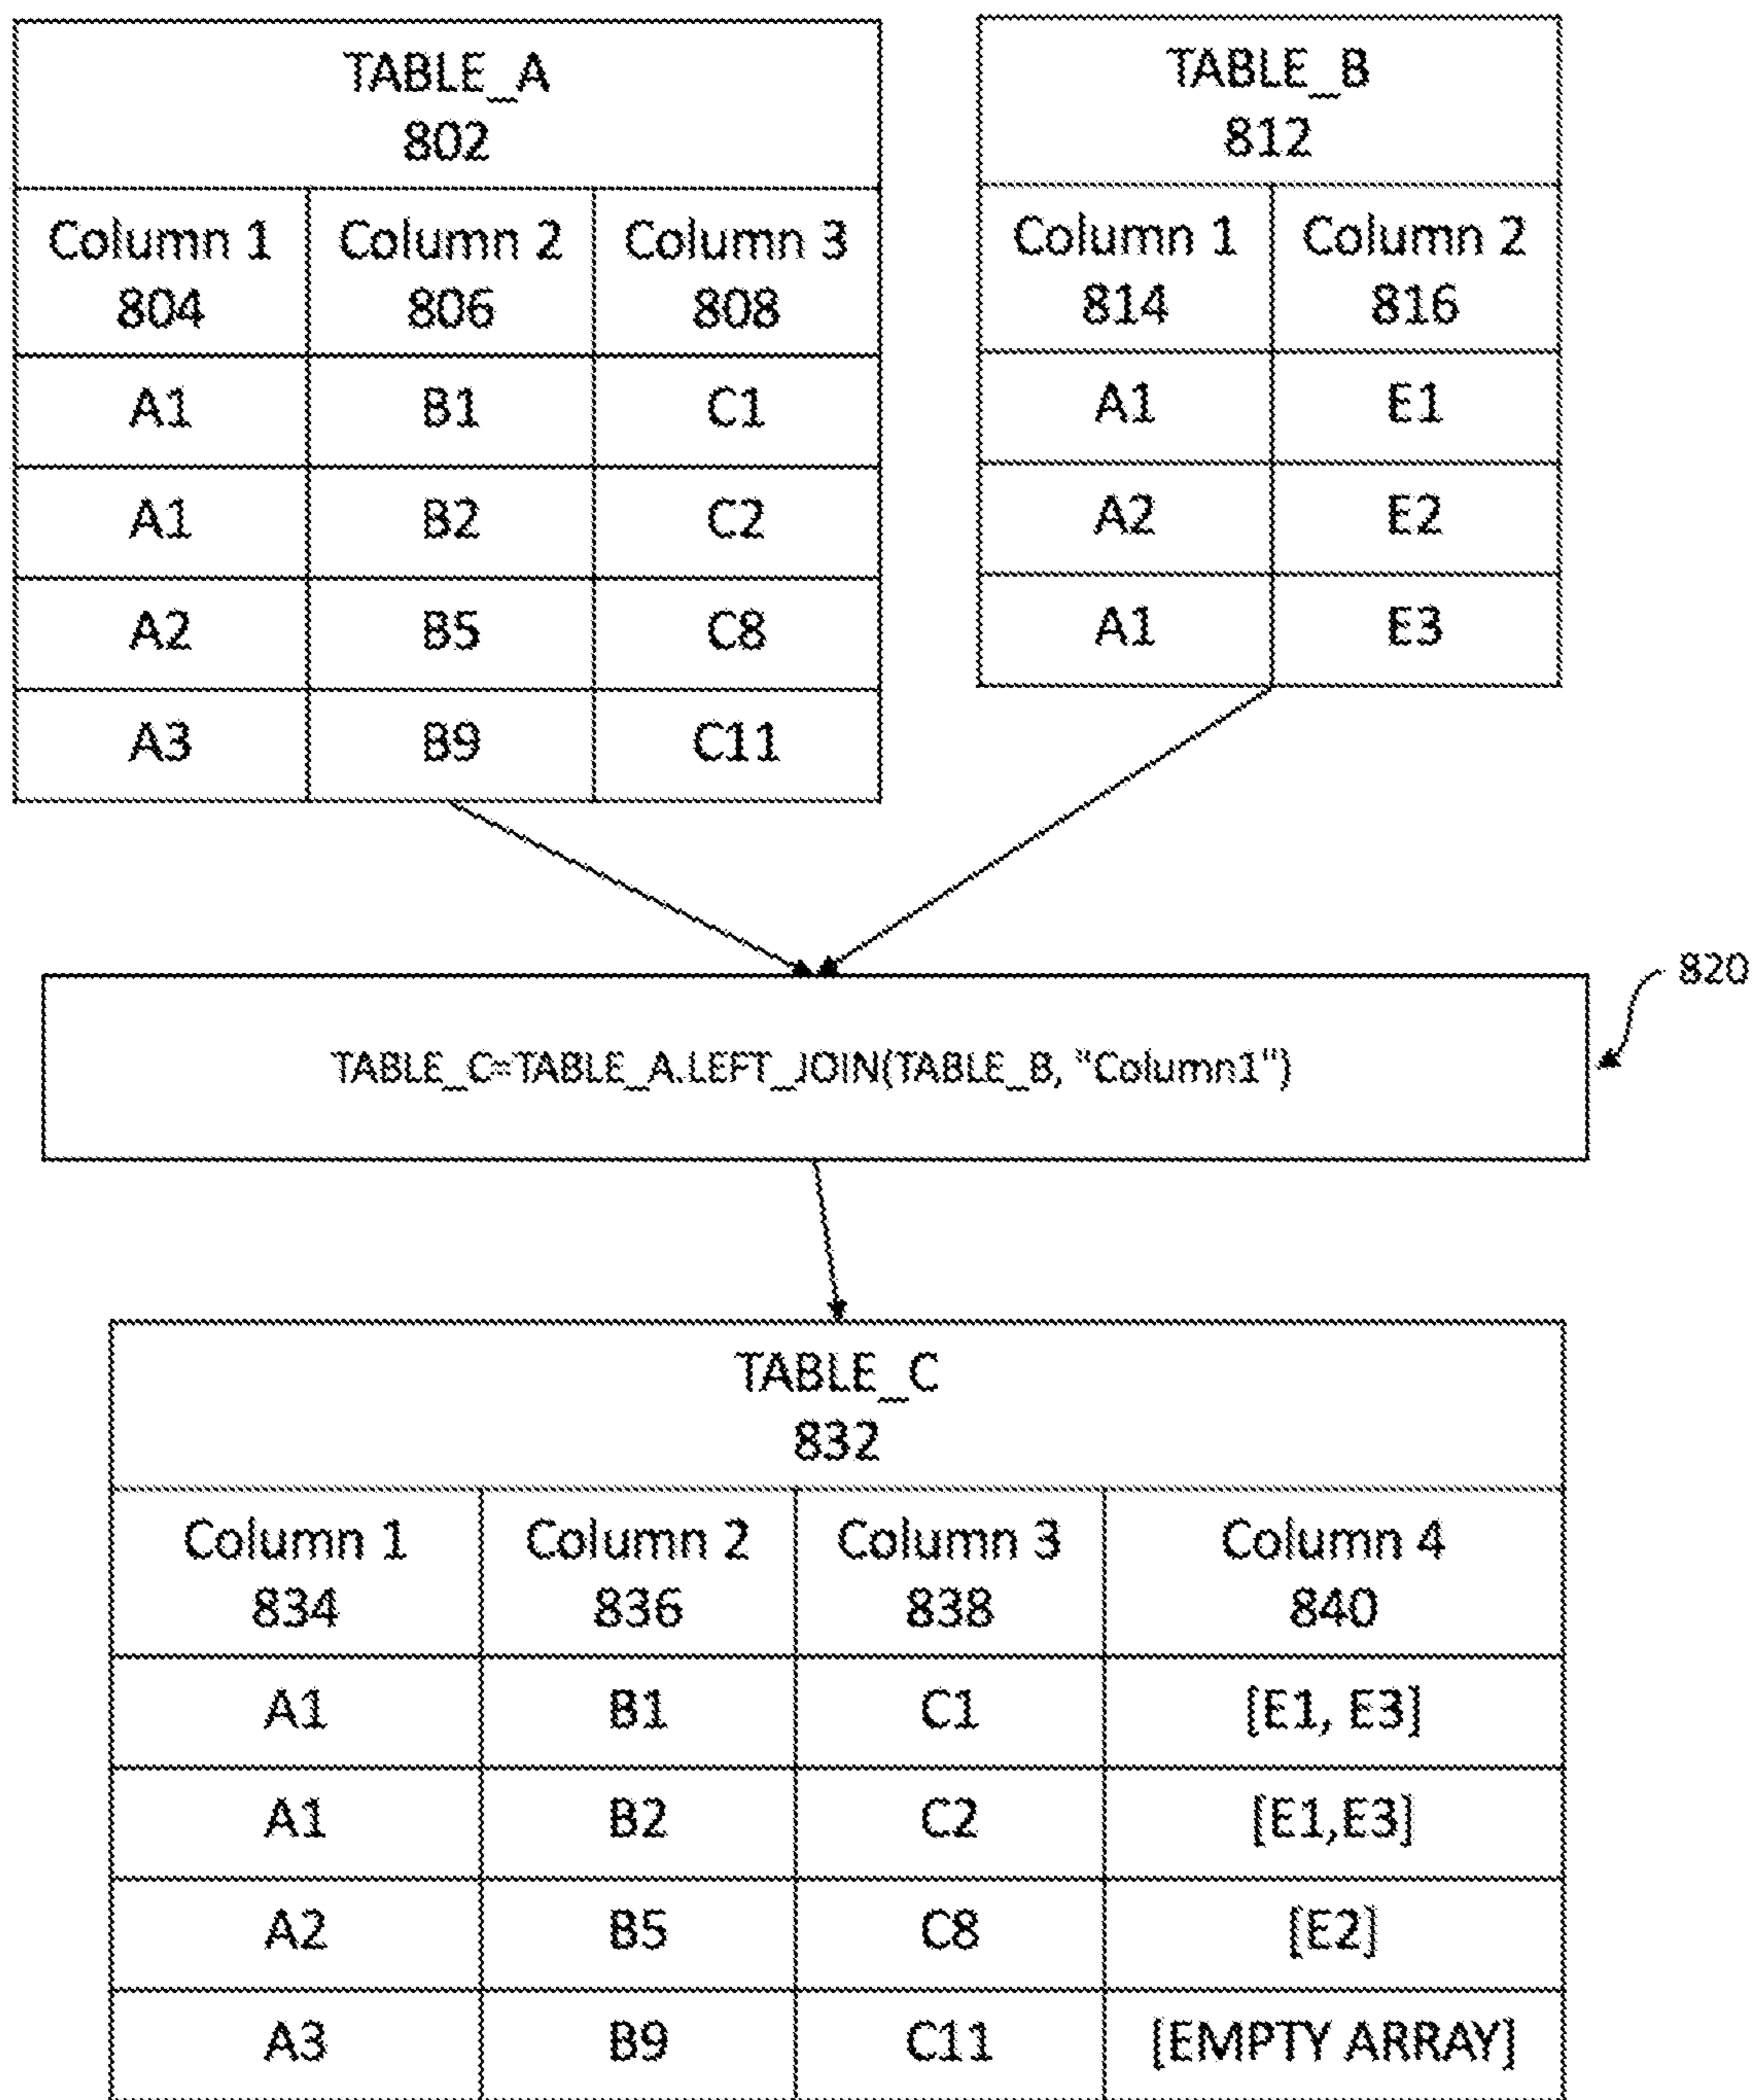 TABLE_A
802
Column 1 Column 2 Column 3
804 806 808
A1 B1 C1
A1 B2 C2
A2 B5 C8
A3 B9 C11
TABLE_B
812
Column 1 Column 2
814 816
A1 E1
A2 E2
A1 E3
820
TABLE_C=TABLE_A.LEFT_JOIN(TABLE_B, "Column1")
TABLE_C
832
Column 1 Column 2 Column 3 Column 4
834 836 838 840
A1 B1 C1 [E1, E3]
A1 B2 C2 [E1,E3]
A2 B5 C8 [E2]
A3 B9 C11 [EMPTY ARRAY]